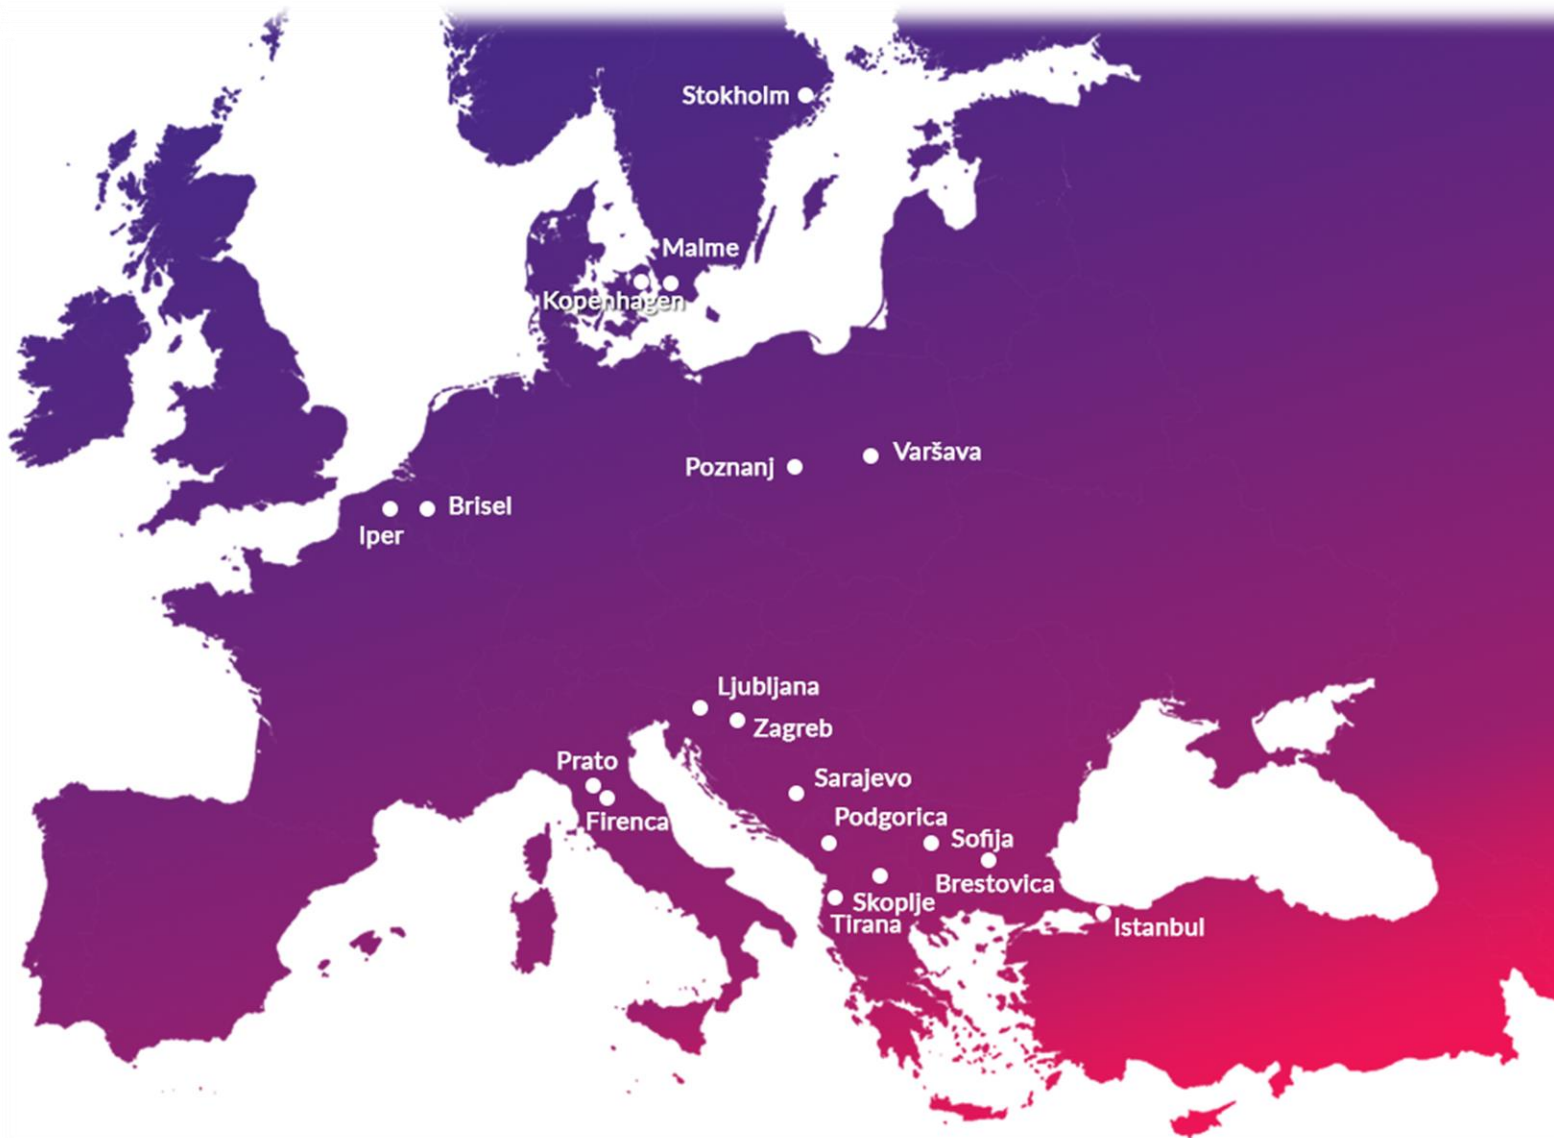 Stokholm
Malme
Kopenhagen
Varšava
Poznanj
Brisel
Iper
Ljubljana
Zagreb
Prato
Sarajevo
Podgorica
Firenca
Sofija
Brestovica
Skoplje
Tirana
Istanbul